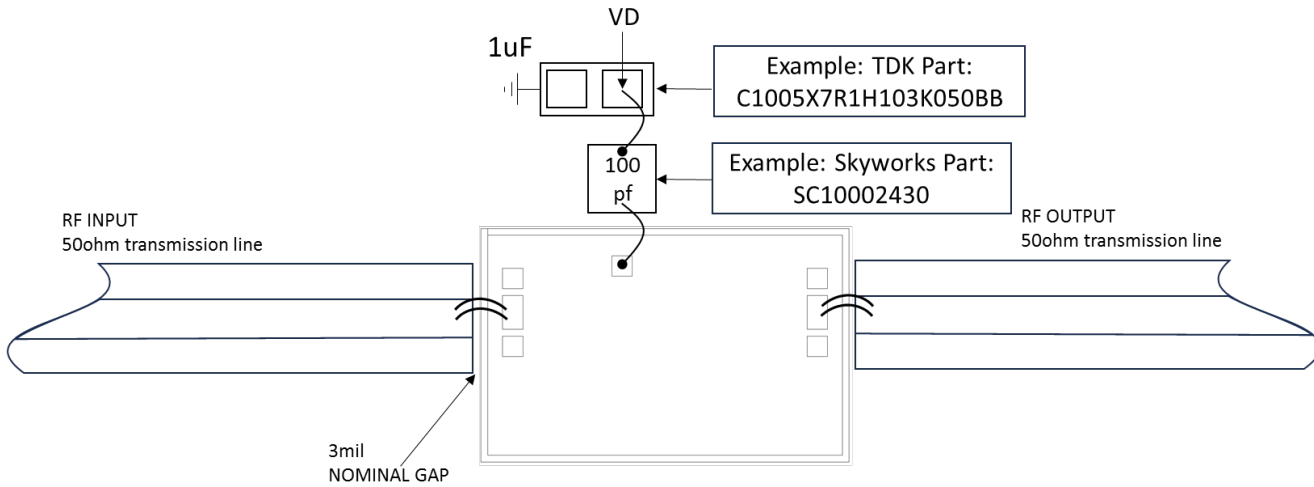 VD
1uF
Example: TDK Part:
C1005X7R1H103K050BB
100
pf
Example: Skyworks Part:
SC10002430
RF INPUT
50ohm transmission line
RF OUTPUT
50ohm transmission line
3mil
NOMINAL GAP